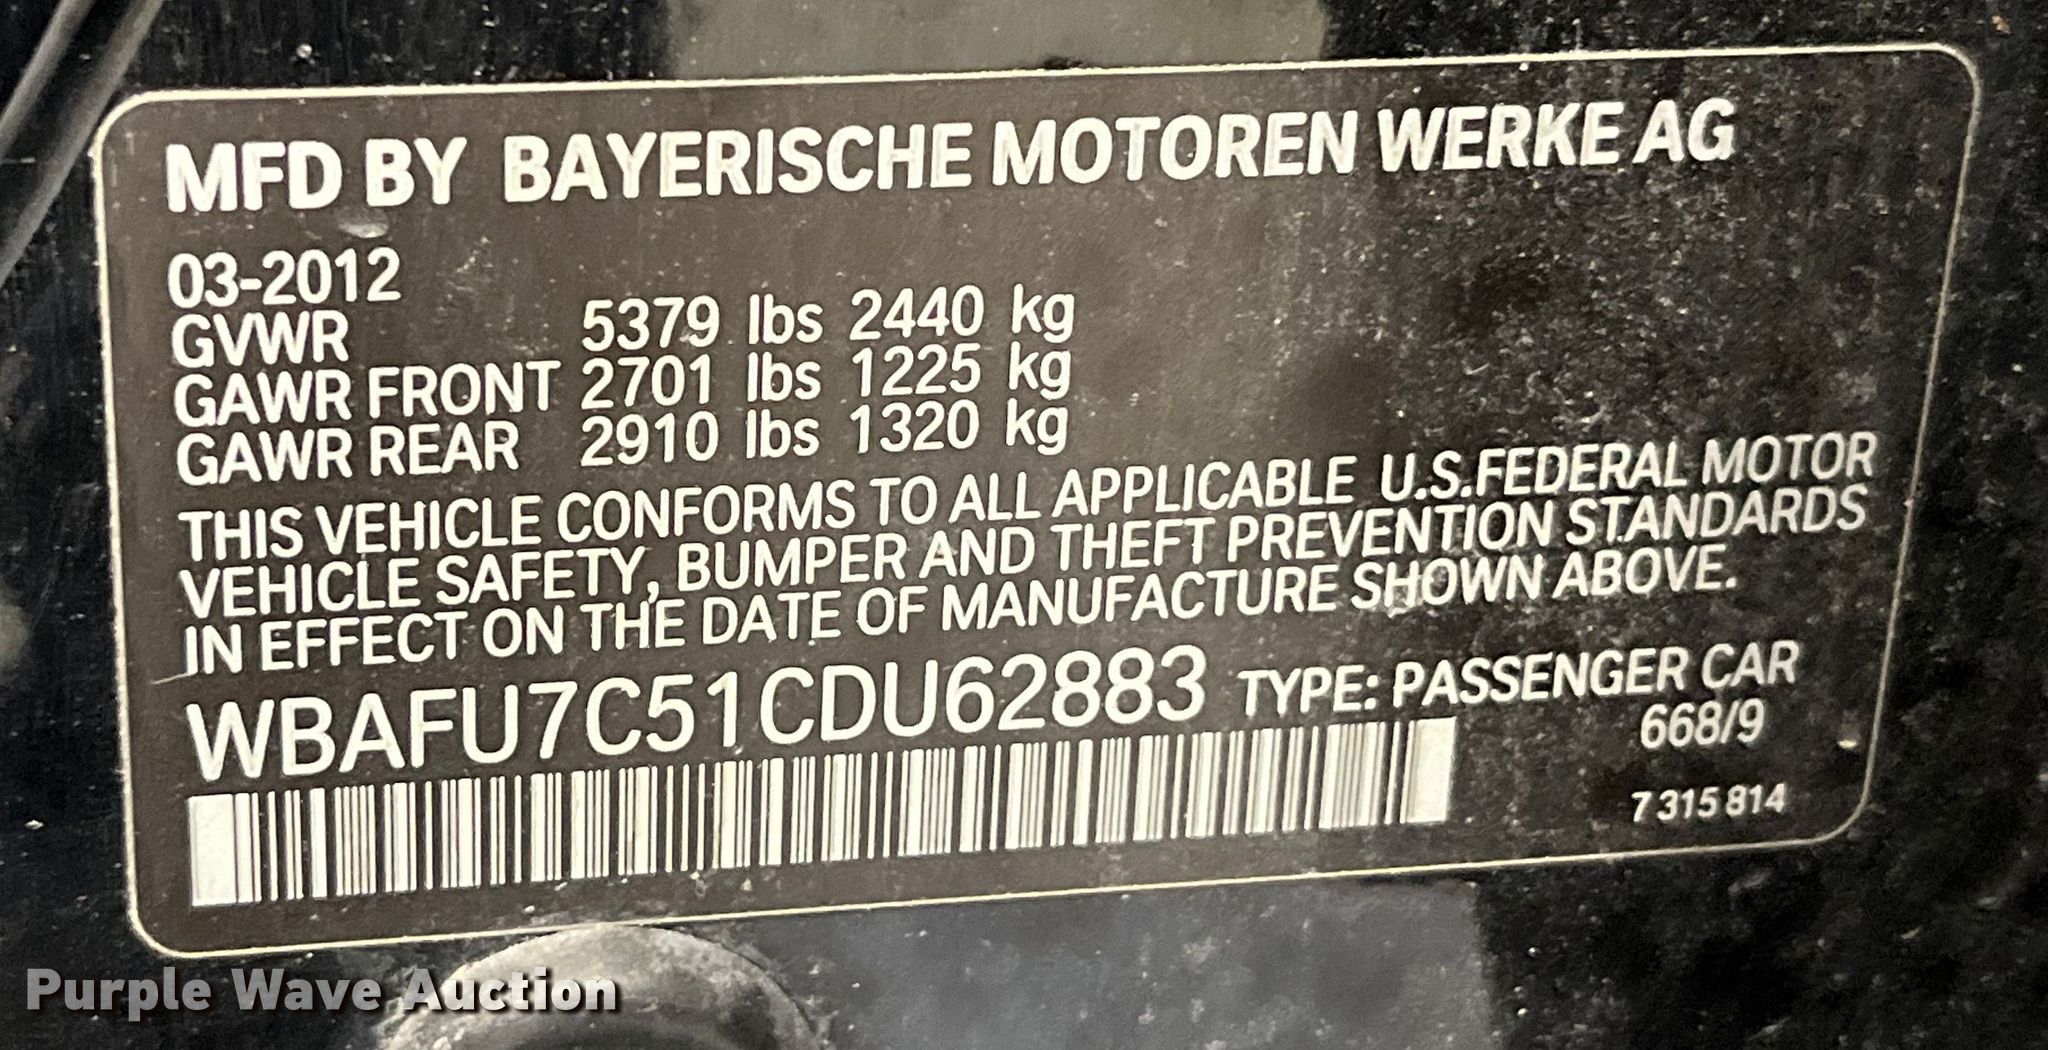 MFD BY BAYERISCHE MOTOREN WERKE AG
03-2012
GVWR 5379 lbs 2440 kg
GAWR FRONT 2701 lbs 1225 kg
GAWR REAR 2910 lbs 1320 kg
THIS VEHICLE CONFORMS TO ALL APPLICABLE U.S.FEDERAL MOTOR
VEHICLE SAFETY, BUMPER AND THEFT PREVENTION STANDARDS
IN EFFECT ON THE DATE OF MANUFACTURE SHOWN ABOVE.
WBAFU7C51CDU62883 TYPE: PASSENGER CAR
668/9
7 315 814
Purple Wave Auction